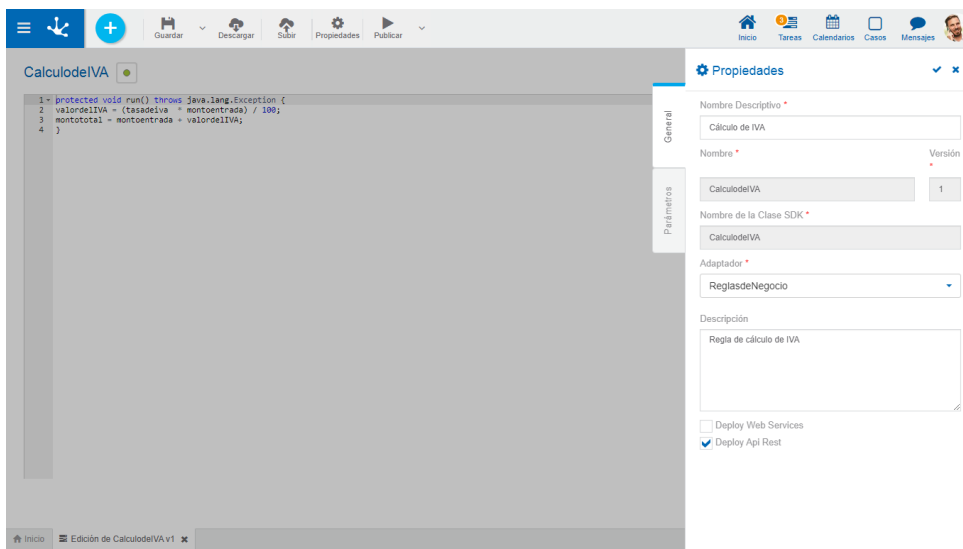 Guardar
Descargar
Subir
Propiedades
Publicar
Inicio
3
Tareas
Calendarios
Casos
Mensajes
CalculodeIVA
1 protected void run() throws java.lang.Exception {
2 valordelIVA = (tasadeiva * montoentrada) / 100;
3 montototal = montoentrada + valordelIVA;
4 }
General
Parámetros
Propiedades
Nombre Descriptivo *
Cálculo de IVA
Nombre * Versión *
CalculodeIVA 1
Nombre de la Clase SDK *
CalculodeIVA
Adaptador *
ReglasdeNegocio
Descripción
Regla de cálculo de IVA
Deploy Web Services
Deploy Api Rest
Inicio
Edición de CalculodeIVA v1